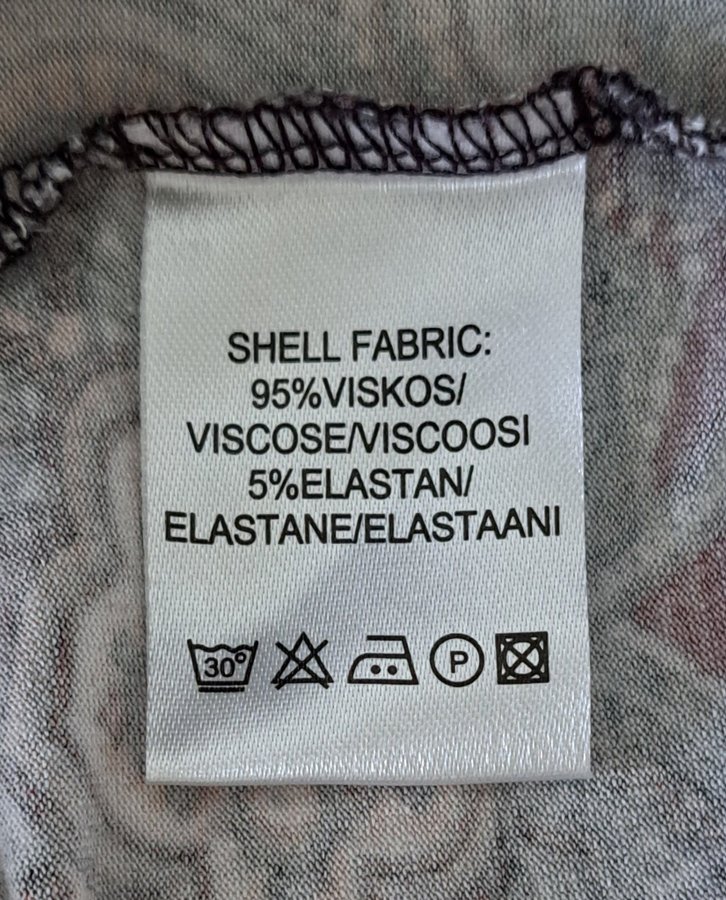 SHELL FABRIC:
95%VISKOS/
VISCOSE/VISCOOSI
5%ELASTAN/
ELASTANE/ELASTAANI
30° P